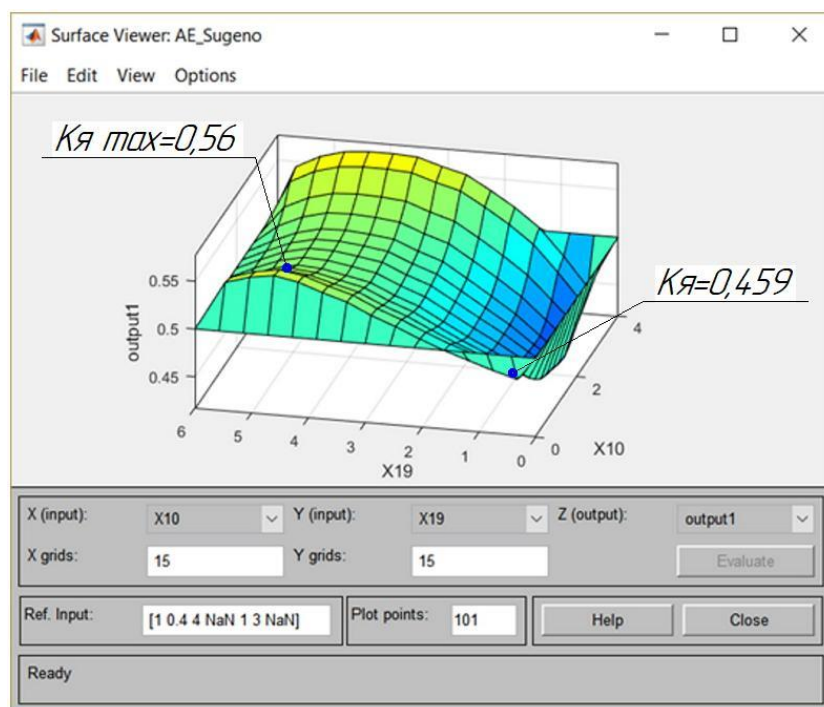 Surface Viewer: AE_Sugeno
File Edit View Options
Kя max=0,56
Kя=0,459
0.55
0.5
0.45
output1
6
5
4
3
2
1
0
X19
0
2
4
X10
X (input): X10 Y (input): X19 Z (output): output1
X grids: 15 Y grids: 15 Evaluate
Ref. Input: [1 0.4 4 NaN 1 3 NaN] Plot points: 101 Help Close
Ready